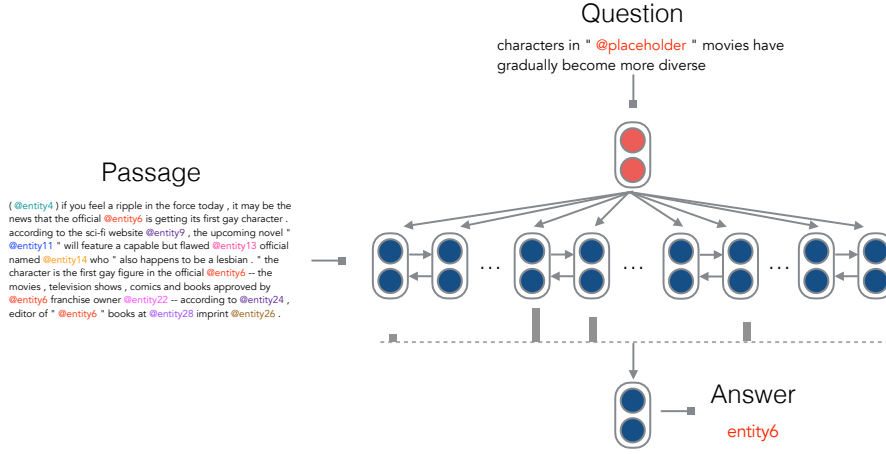 Question
characters in " @placeholder " movies have
gradually become more diverse
Passage
( @entity4 ) if you feel a ripple in the force today , it may be the
news that the official @entity6 is getting its first gay character .
according to the sci-fi website @entity9 , the upcoming novel "
@entity11 " will feature a capable but flawed @entity13 official
named @entity14 who " also happens to be a lesbian . " the
character is the first gay figure in the official @entity6 -- the
movies , television shows , comics and books approved by
@entity6 franchise owner @entity22 -- according to @entity24 ,
editor of " @entity6 " books at @entity28 imprint @entity26 .
... ... ...
Answer
entity6